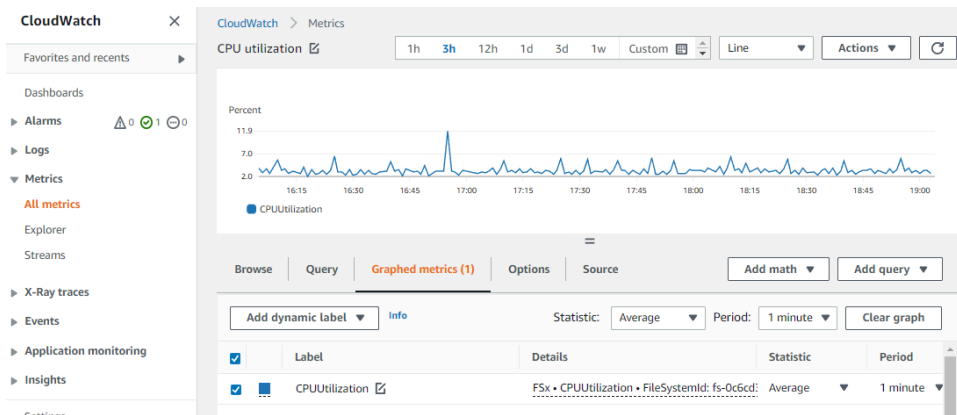 CloudWatch
CloudWatch > Metrics
CPU utilization
1h 3h 12h 1d 3d 1w Custom
Line
Actions
Favorites and recents
Dashboards
Alarms 0 1 0
Logs
Metrics
All metrics
Explorer
Streams
X-Ray traces
Events
Application monitoring
Insights
Settings
Percent
11.9
7.0
2.0
16:15 16:30 16:45 17:00 17:15 17:30 17:45 18:00 18:15 18:30 18:45 19:00
CPUUtilization
Browse Query Graphed metrics (1) Options Source
Add math Add query
Add dynamic label Info
Statistic: Average Period: 1 minute Clear graph
Label Details Statistic Period
CPUUtilization FSx • CPUUtilization • FileSystemId: fs-0c6cd: Average 1 minute